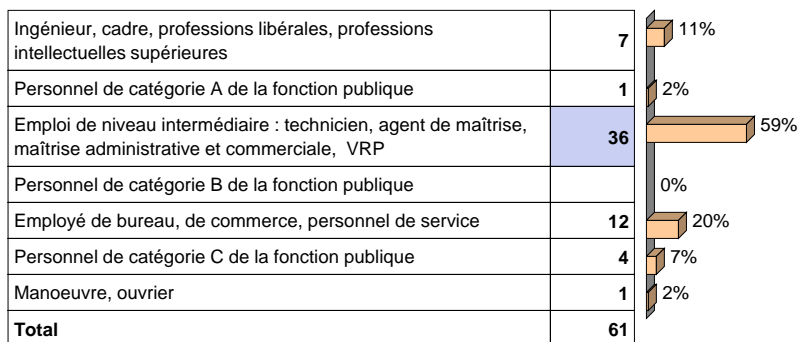 Ingénieur, cadre, professions libérales, professions
intellectuelles supérieures 7 11%
Personnel de catégorie A de la fonction publique 1 2%
Emploi de niveau intermédiaire : technicien, agent de maîtrise,
maîtrise administrative et commerciale, VRP 36 59%
Personnel de catégorie B de la fonction publique 0%
Employé de bureau, de commerce, personnel de service 12 20%
Personnel de catégorie C de la fonction publique 4 7%
Manoeuvre, ouvrier 1 2%
Total 61